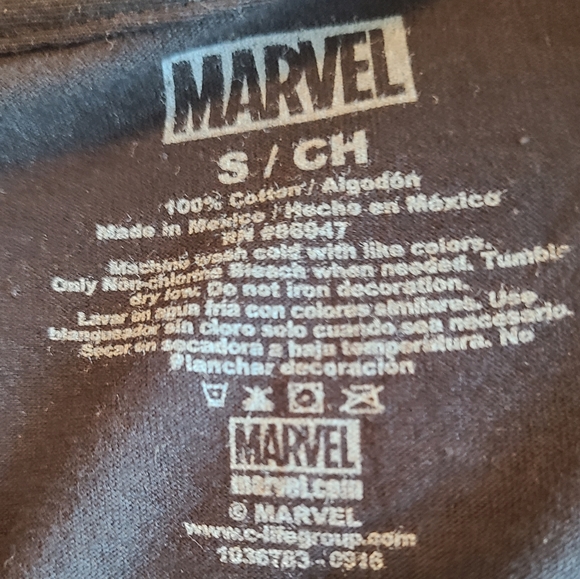 MARVEL
S / CH
100% Cotton / Algodón
Made in Mexico / Hecho en México
RN #88947
Machine wash cold with like colors.
Only Non-chlorine Bleach when needed. Tumble
dry low. Do not iron decoration.
Lavar en agua fría con colores similares. Use
blanqueador sin cloro solo cuando sea necessario.
Secar en secadora a baja temperatura. No
Planchar decoración
MARVEL
marvel.com
© MARVEL
www.c-lifegroup.com
1036783 - 0916